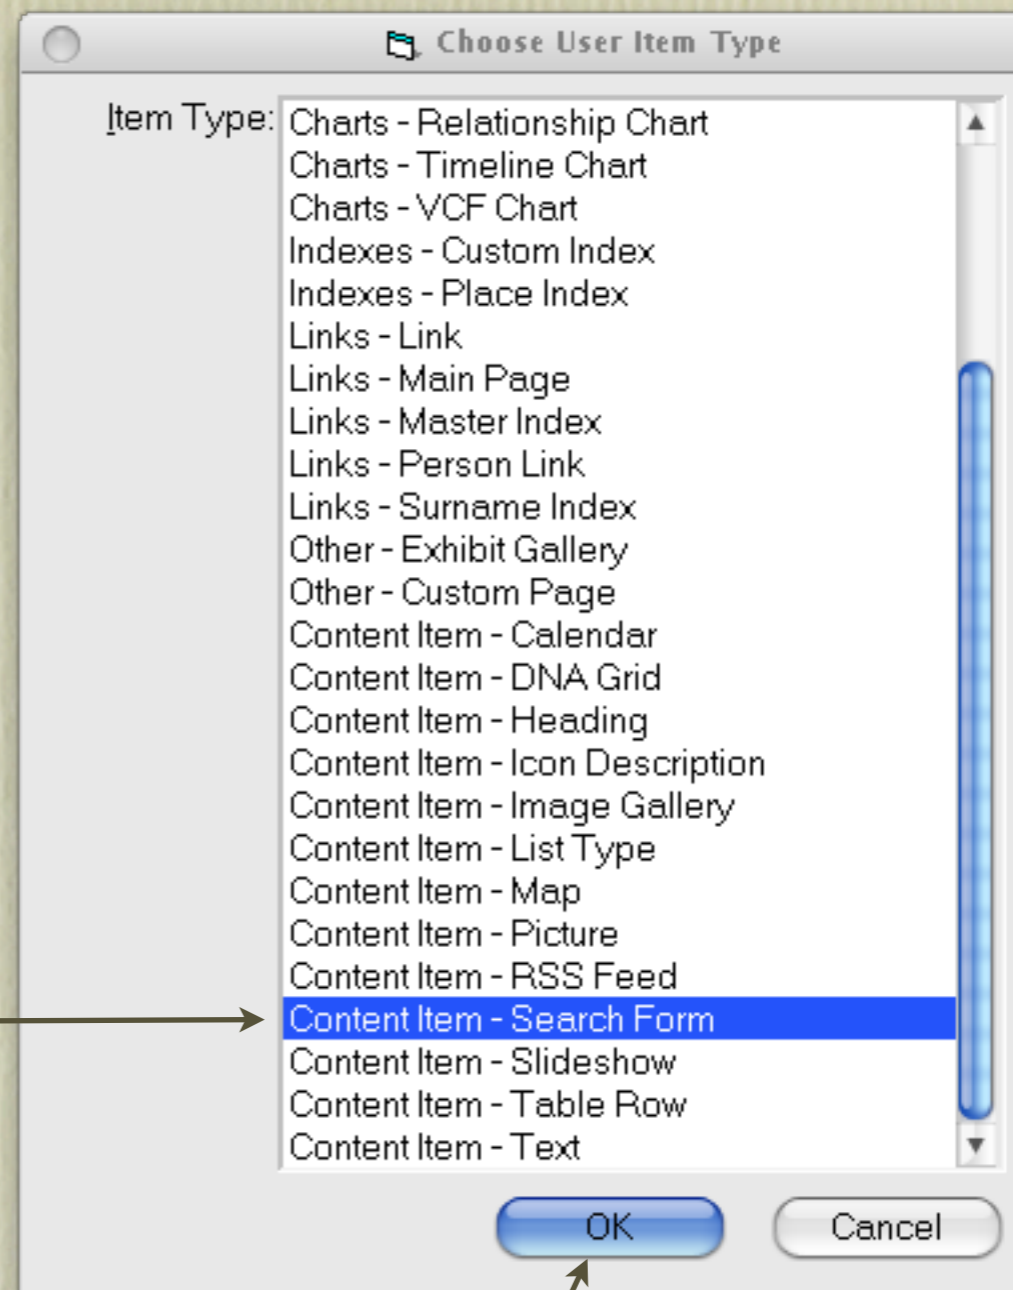 Choose User Item Type
Item Type:
Charts - Relationship Chart
Charts - Timeline Chart
Charts - VCF Chart
Indexes - Custom Index
Indexes - Place Index
Links - Link
Links - Main Page
Links - Master Index
Links - Person Link
Links - Surname Index
Other - Exhibit Gallery
Other - Custom Page
Content Item - Calendar
Content Item - DNA Grid
Content Item - Heading
Content Item - Icon Description
Content Item - Image Gallery
Content Item - List Type
Content Item - Map
Content Item - Picture
Content Item - RSS Feed
Content Item - Search Form
Content Item - Slideshow
Content Item - Table Row
Content Item - Text
OK Cancel